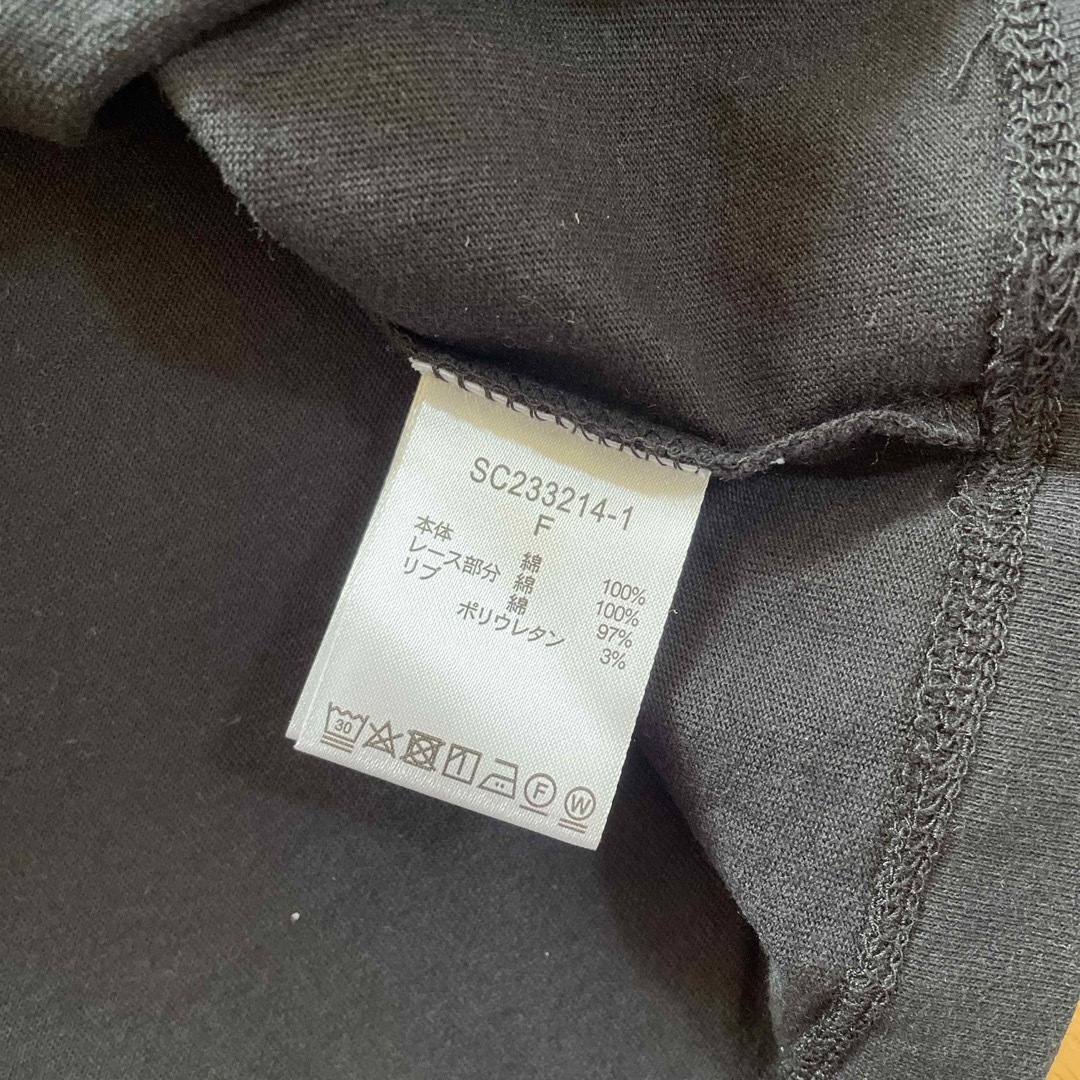 SC233214-1
F
本体 綿 100%
レース部分 綿 100%
リブ 綿 97%
ポリウレタン 3%
30 F W